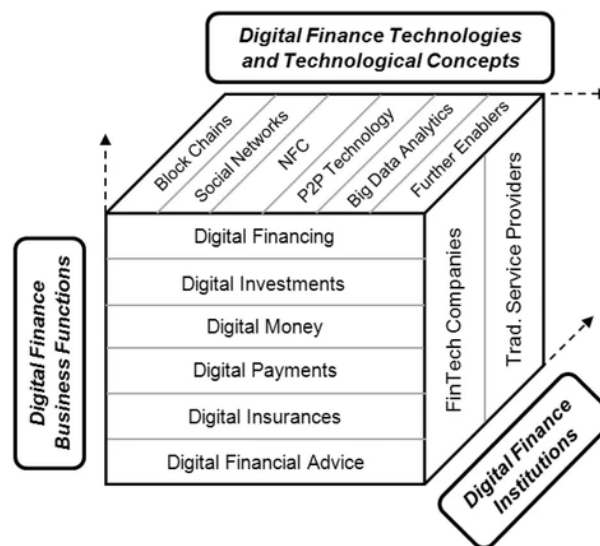 Digital Finance Technologies
and Technological Concepts
Block Chains
Social Networks
NFC
P2P Technology
Big Data Analytics
Further Enablers
Digital Finance
Business Functions
Digital Financing
Digital Investments
Digital Money
Digital Payments
Digital Insurances
Digital Financial Advice
FinTech Companies
Trad. Service Providers
Digital Finance
Institutions